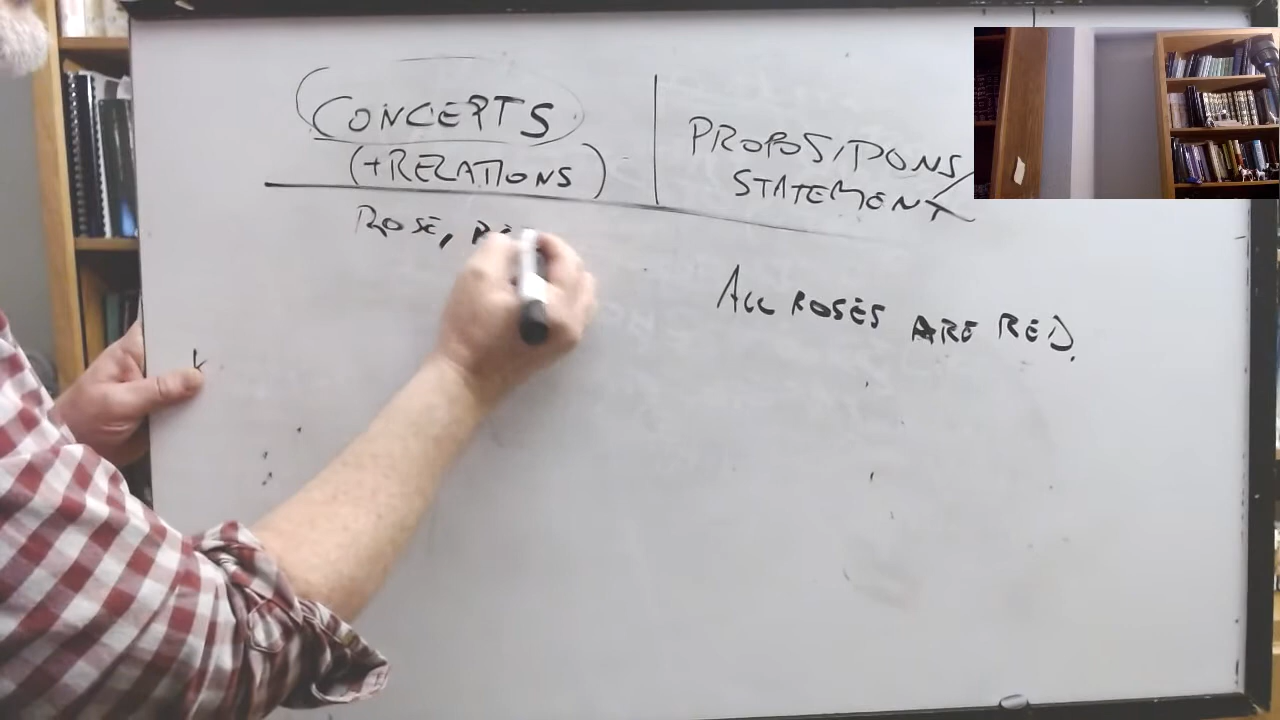 CONCEPTS
(+RELATIONS)
PROPOSITIONS/
STATEMENT
ROSE,
ALL ROSES ARE RED.